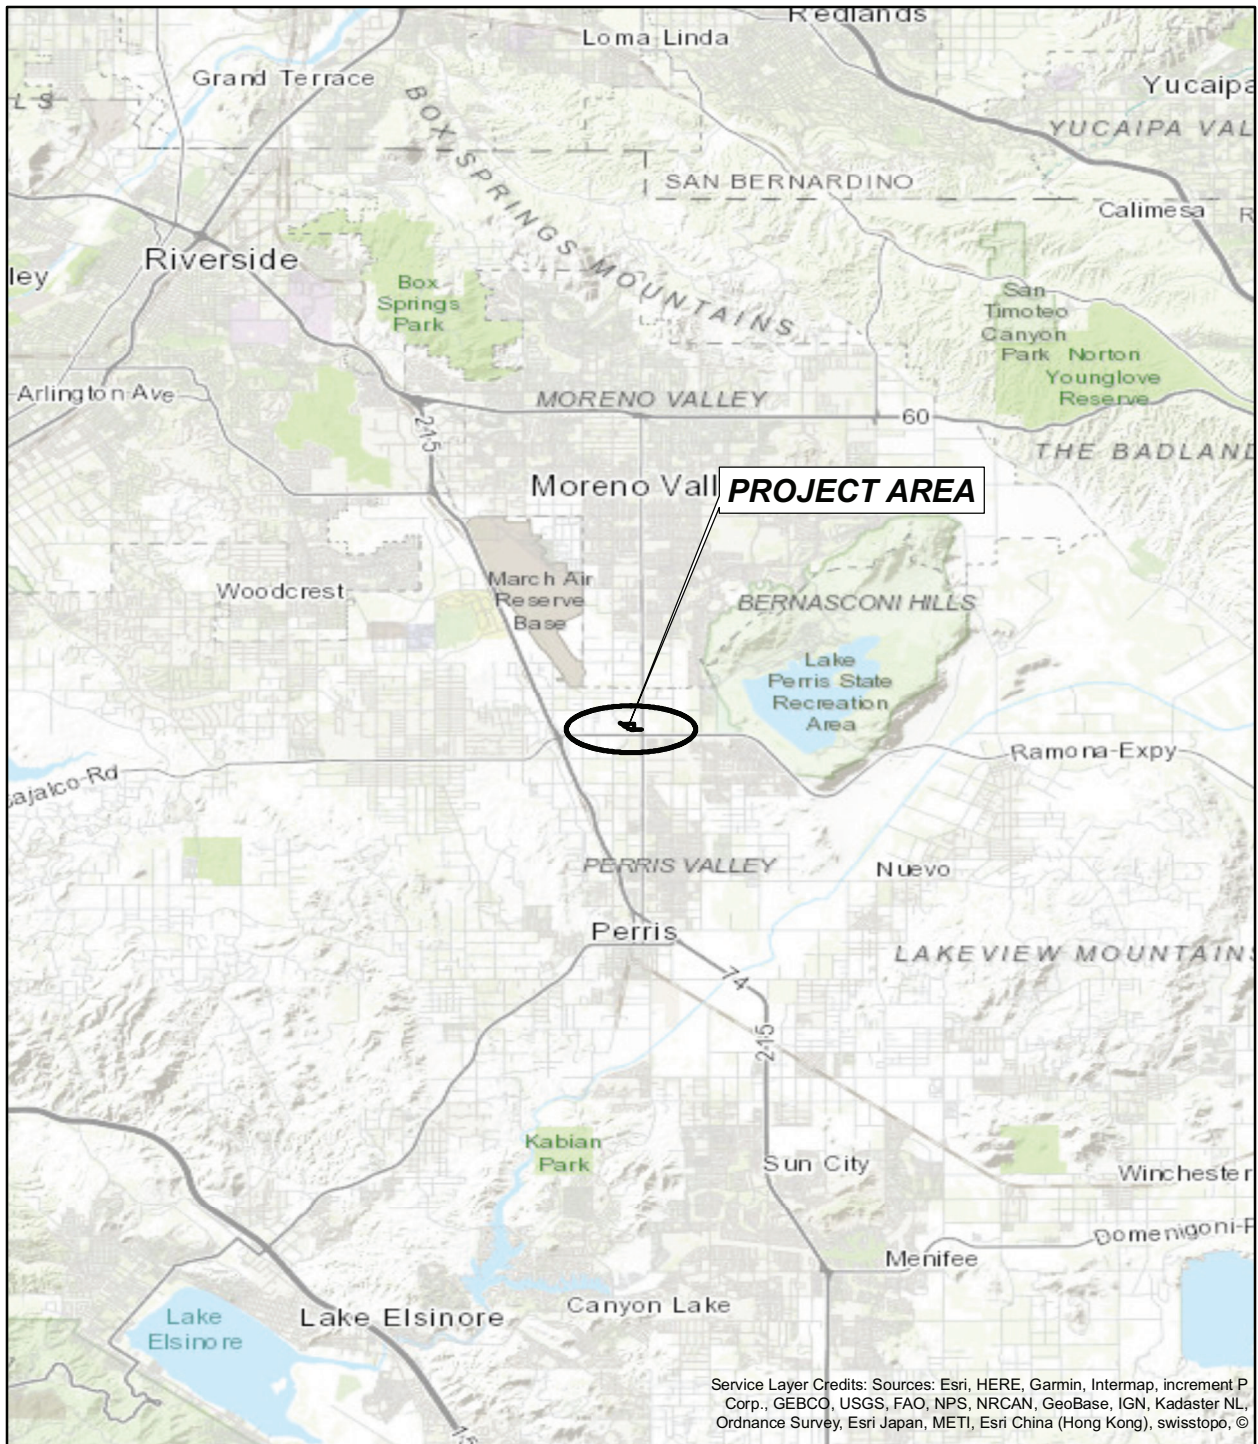 Redlands
Loma Linda
Grand Terrace
Yucaipa
LS
BOX SPRINGS MOUNTAINS
YUCAIPA VAL
SAN BERNARDINO
Calimesa
R
Riverside
ley
Box
Springs
Park
San
Timoteo
Canyon
Park
Norton
Younglove
Reserve
Arlington Ave
MORENO VALLEY
60
215
THE BADLAND
Moreno Vall
PROJECT AREA
March Air
Reserve
Base
Woodcrest
BERNASCONI HILLS
Lake
Perris State
Recreation
Area
Ramona-Expy
ajalco-Rd
PERRIS VALLEY
Nuevo
Perris
LAKEVIEW MOUNTAINS
74
215
Kabian
Park
Sun City
Winchester
Domenigoni-P
Menifee
Lake
Elsinore
Lake Elsinore
Canyon Lake
15
Service Layer Credits: Sources: Esri, HERE, Garmin, Intermap, increment P
Corp., GEBCO, USGS, FAO, NPS, NRCAN, GeoBase, IGN, Kadaster NL,
Ordnance Survey, Esri Japan, METI, Esri China (Hong Kong), swisstopo, ©